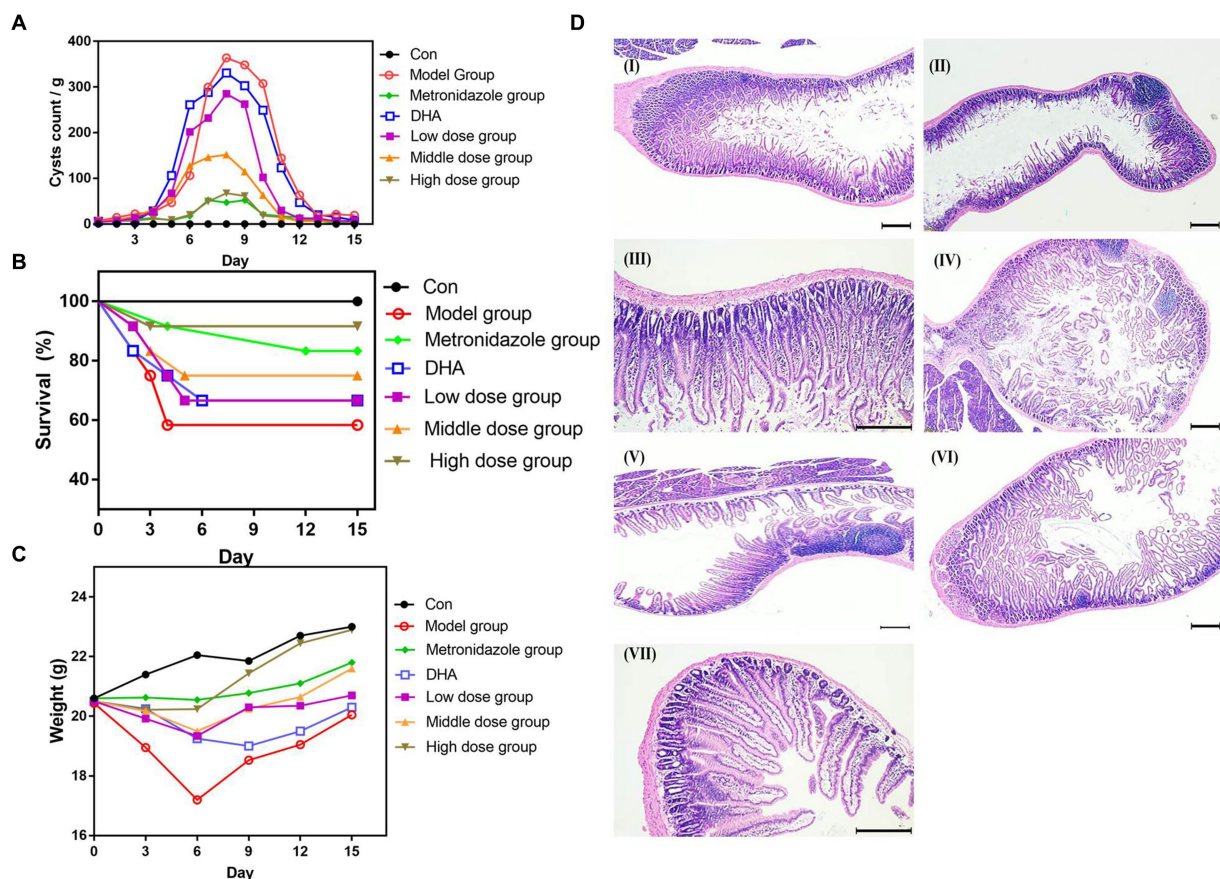 A
400
300
200
100
0
Cysts count / g
3
6
9
12
15
Day
Con
Model Group
Metronidazole group
DHA
Low dose group
Middle dose group
High dose group
B
100
80
60
40
Survival (%)
0
3
6
9
12
15
Day
Con
Model group
Metronidazole group
DHA
Low dose group
Middle dose group
High dose group
C
24
22
20
18
16
Weight (g)
0
3
6
9
12
15
Day
Con
Model group
Metronidazole group
DHA
Low dose group
Middle dose group
High dose group
D
(I)
(II)
(III)
(IV)
(V)
(VI)
(VII)